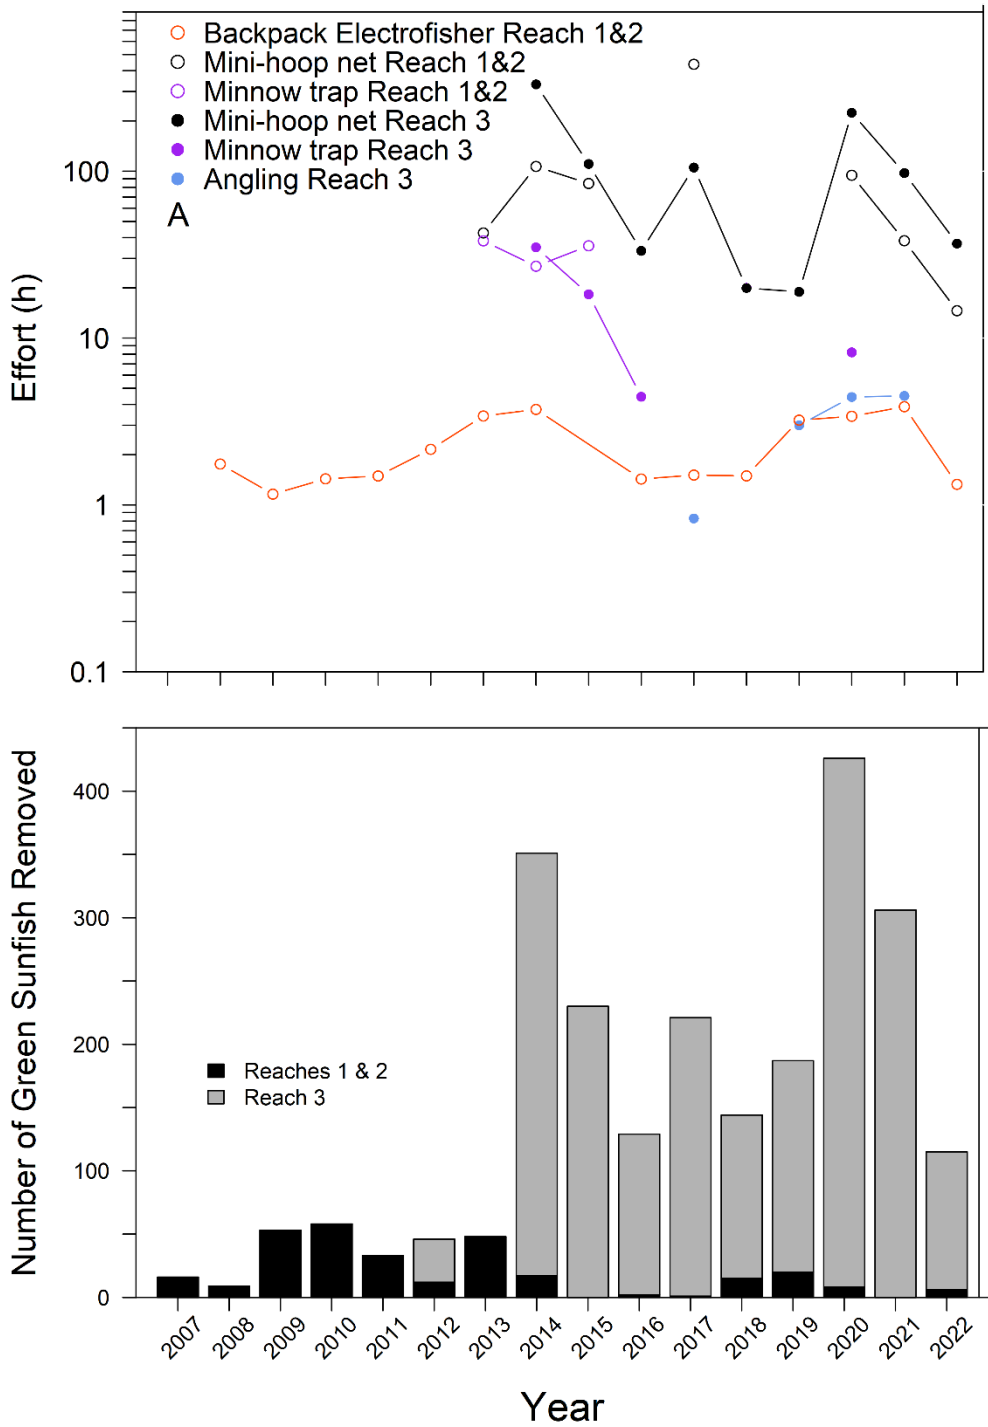 Backpack Electrofisher Reach 1&2
Mini-hoop net Reach 1&2
Minnow trap Reach 1&2
Mini-hoop net Reach 3
Minnow trap Reach 3
Angling Reach 3
A
Effort (h)
100
10
1
0.1
Number of Green Sunfish Removed
400
300
200
100
0
Reaches 1 & 2
Reach 3
2007 2008 2009 2010 2011 2012 2013 2014 2015 2016 2017 2018 2019 2020 2021 2022
Year